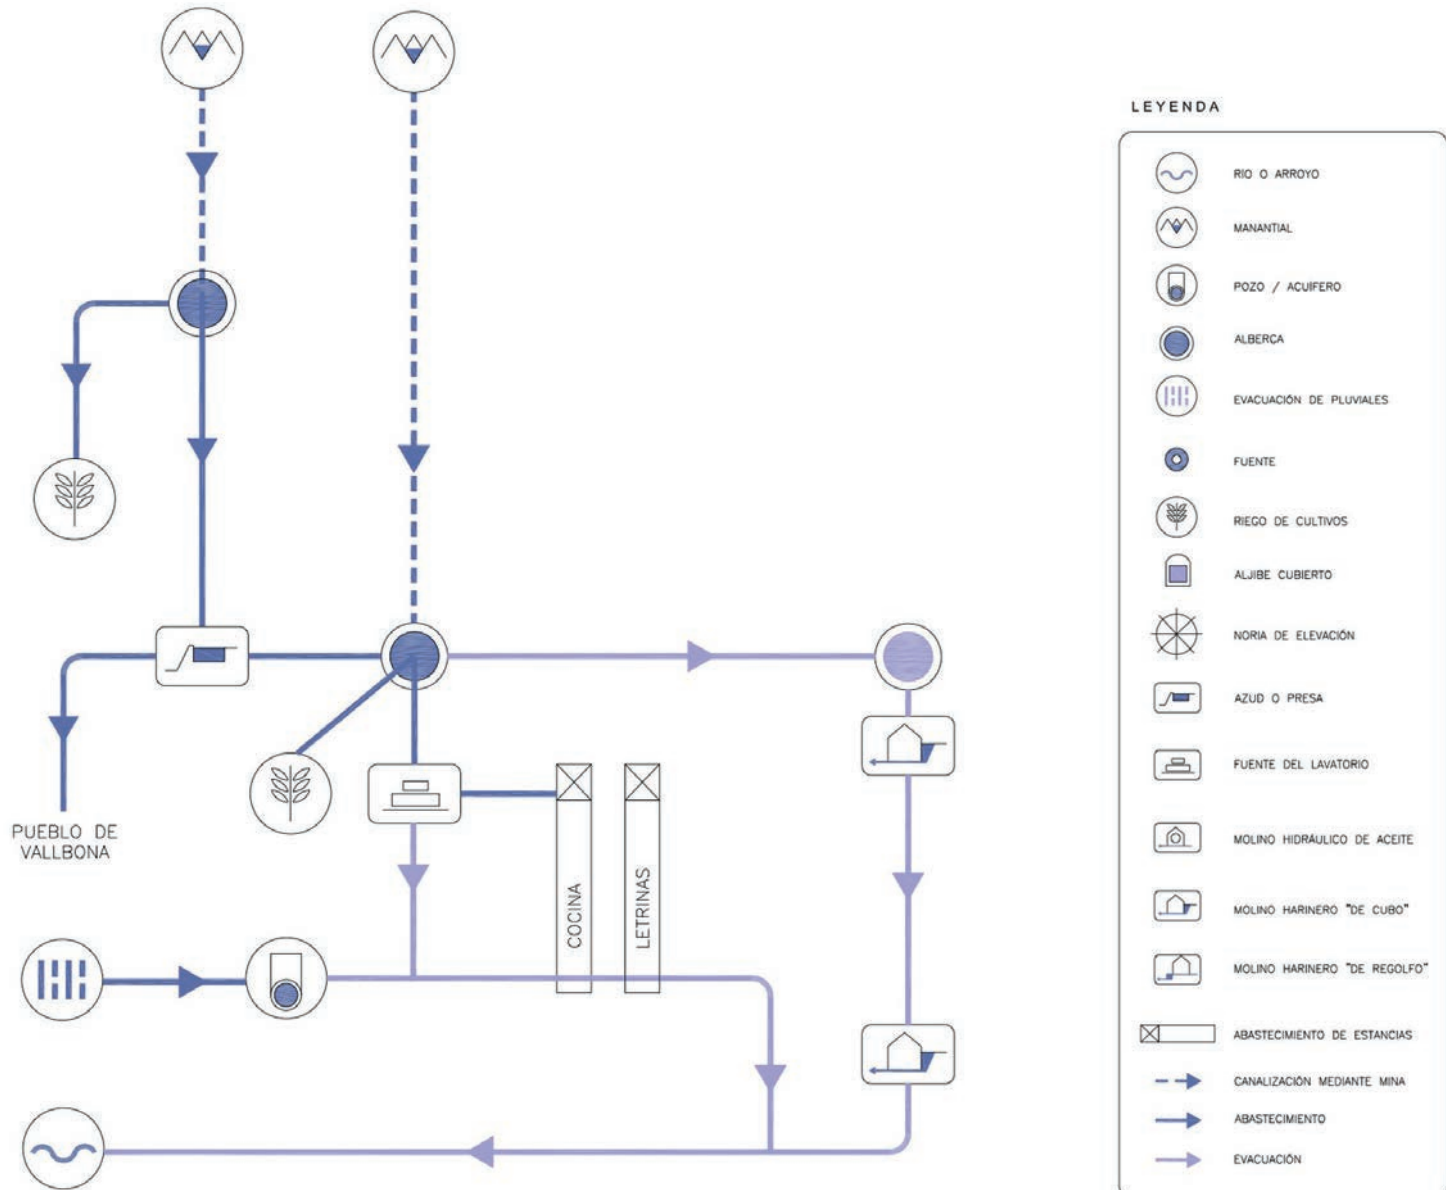 LEYENDA
RIO O ARROYO
MANANTIAL
POZO / ACUIFERO
ALBERCA
EVACUACIÓN DE PLUVIALES
FUENTE
RIEGO DE CULTIVOS
ALJIBE CUBIERTO
NORIA DE ELEVACIÓN
AZUD O PRESA
FUENTE DEL LAVATORIO
MOLINO HIDRÁULICO DE ACEITE
MOLINO HARINERO "DE CUBO"
MOLINO HARINERO "DE REGOLFO"
ABASTECIMIENTO DE ESTANCIAS
CANALIZACIÓN MEDIANTE MINA
ABASTECIMIENTO
EVACUACIÓN
PUEBLO DE
VALLBONA
COCINA
LETRINAS